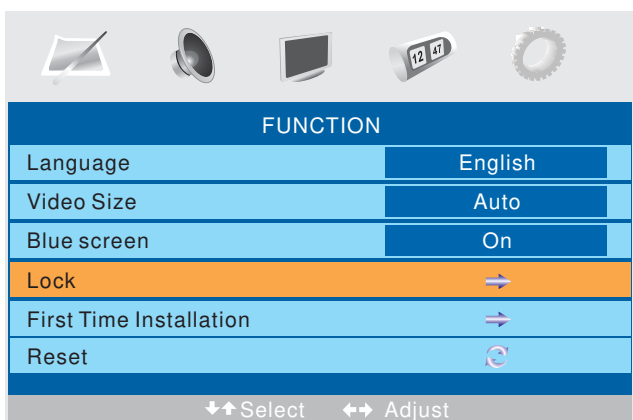 12 47
FUNCTION
Language English
Video Size Auto
Blue screen On
Lock
First Time Installation
Reset
Select Adjust